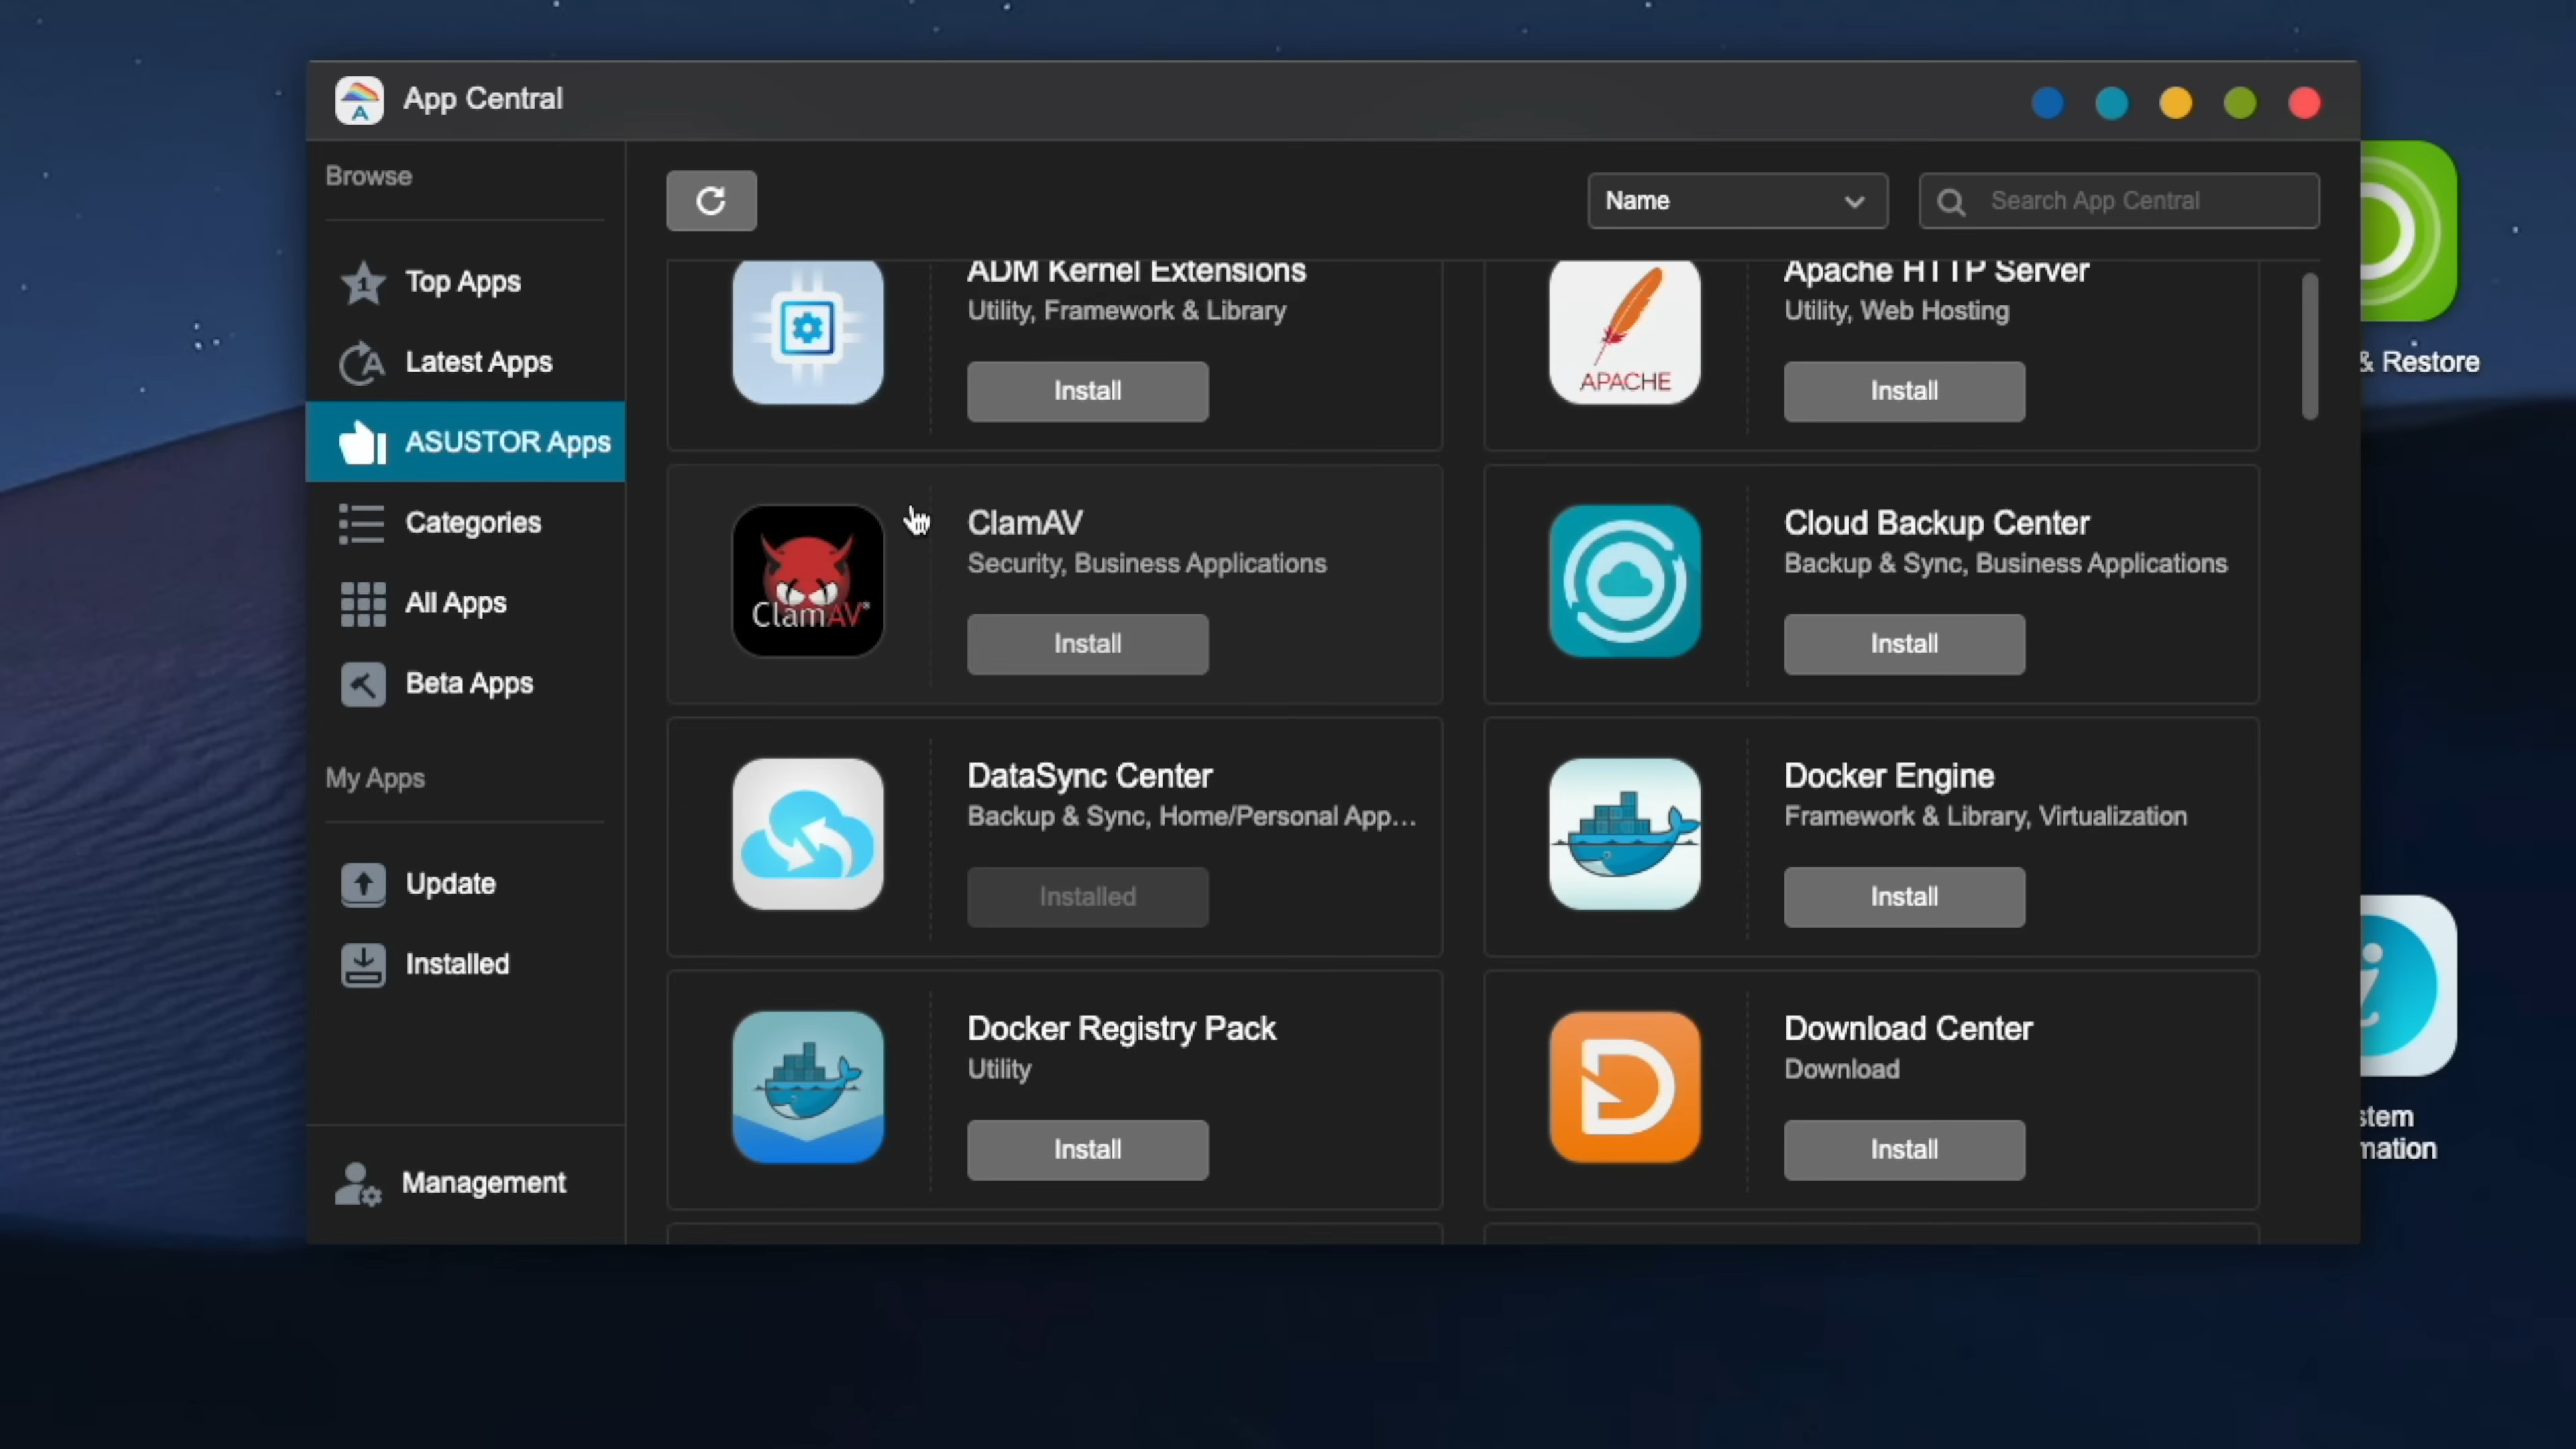 App Central
Browse
Top Apps
1
Latest Apps
ASUSTOR Apps
Categories
All Apps
Beta Apps
My Apps
Update
Installed
Management
Name
Search App Central
ADM Kernel Extensions
Utility, Framework & Library
Install
APACHE
Apache HTTP Server
Utility, Web Hosting
Install
ClamAV®
ClamAV
Security, Business Applications
Install
Cloud Backup Center
Backup & Sync, Business Applications
Install
DataSync Center
Backup & Sync, Home/Personal App...
Installed
Docker Engine
Framework & Library, Virtualization
Install
Docker Registry Pack
Utility
Install
Download Center
Download
Install
& Restore
stem
mation